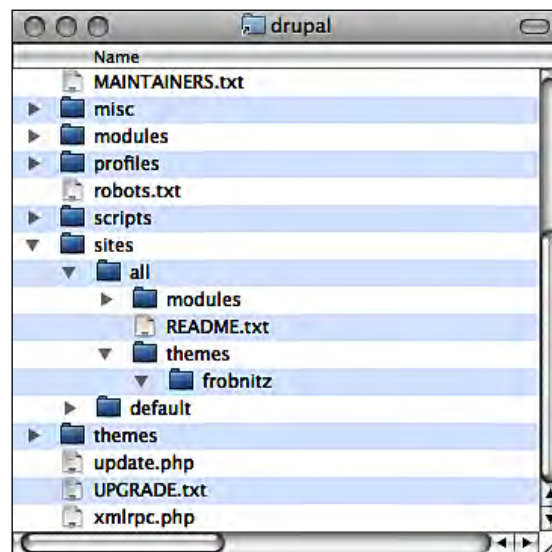 drupal
Name
MAINTAINERS.txt
misc
modules
profiles
robots.txt
scripts
sites
all
modules
README.txt
themes
frobnitz
default
themes
update.php
UPGRADE.txt
xmlrpc.php